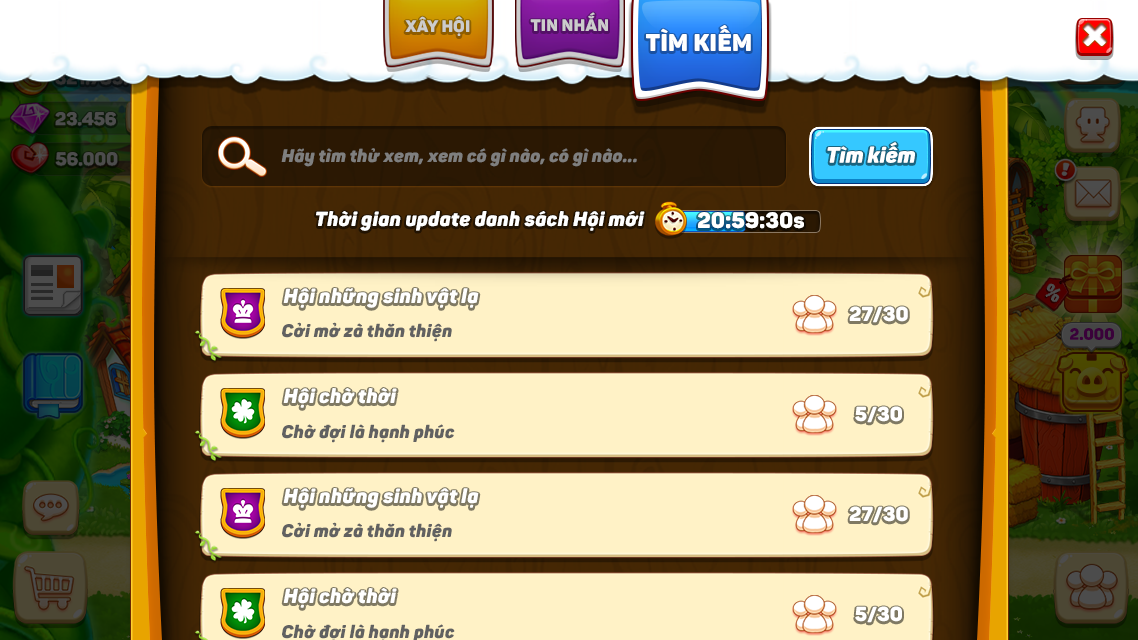 XÂY HỘI
TIN NHẮN
TÌM KIẾM
23.456
56.000
Hãy tìm thử xem, xem có gì nào, có gì nào...
Tìm kiếm
Thời gian update danh sách Hội mới
20:59:30s
Hội những sinh vật lạ
Cởi mở zà thăn thiện
27/30
%
2.000
Hội chờ thời
Chờ đợi là hạnh phúc
5/30
Hội những sinh vật lạ
Cởi mở zà thăn thiện
27/30
Hội chờ thời
Chờ đợi là hạnh phúc
5/30